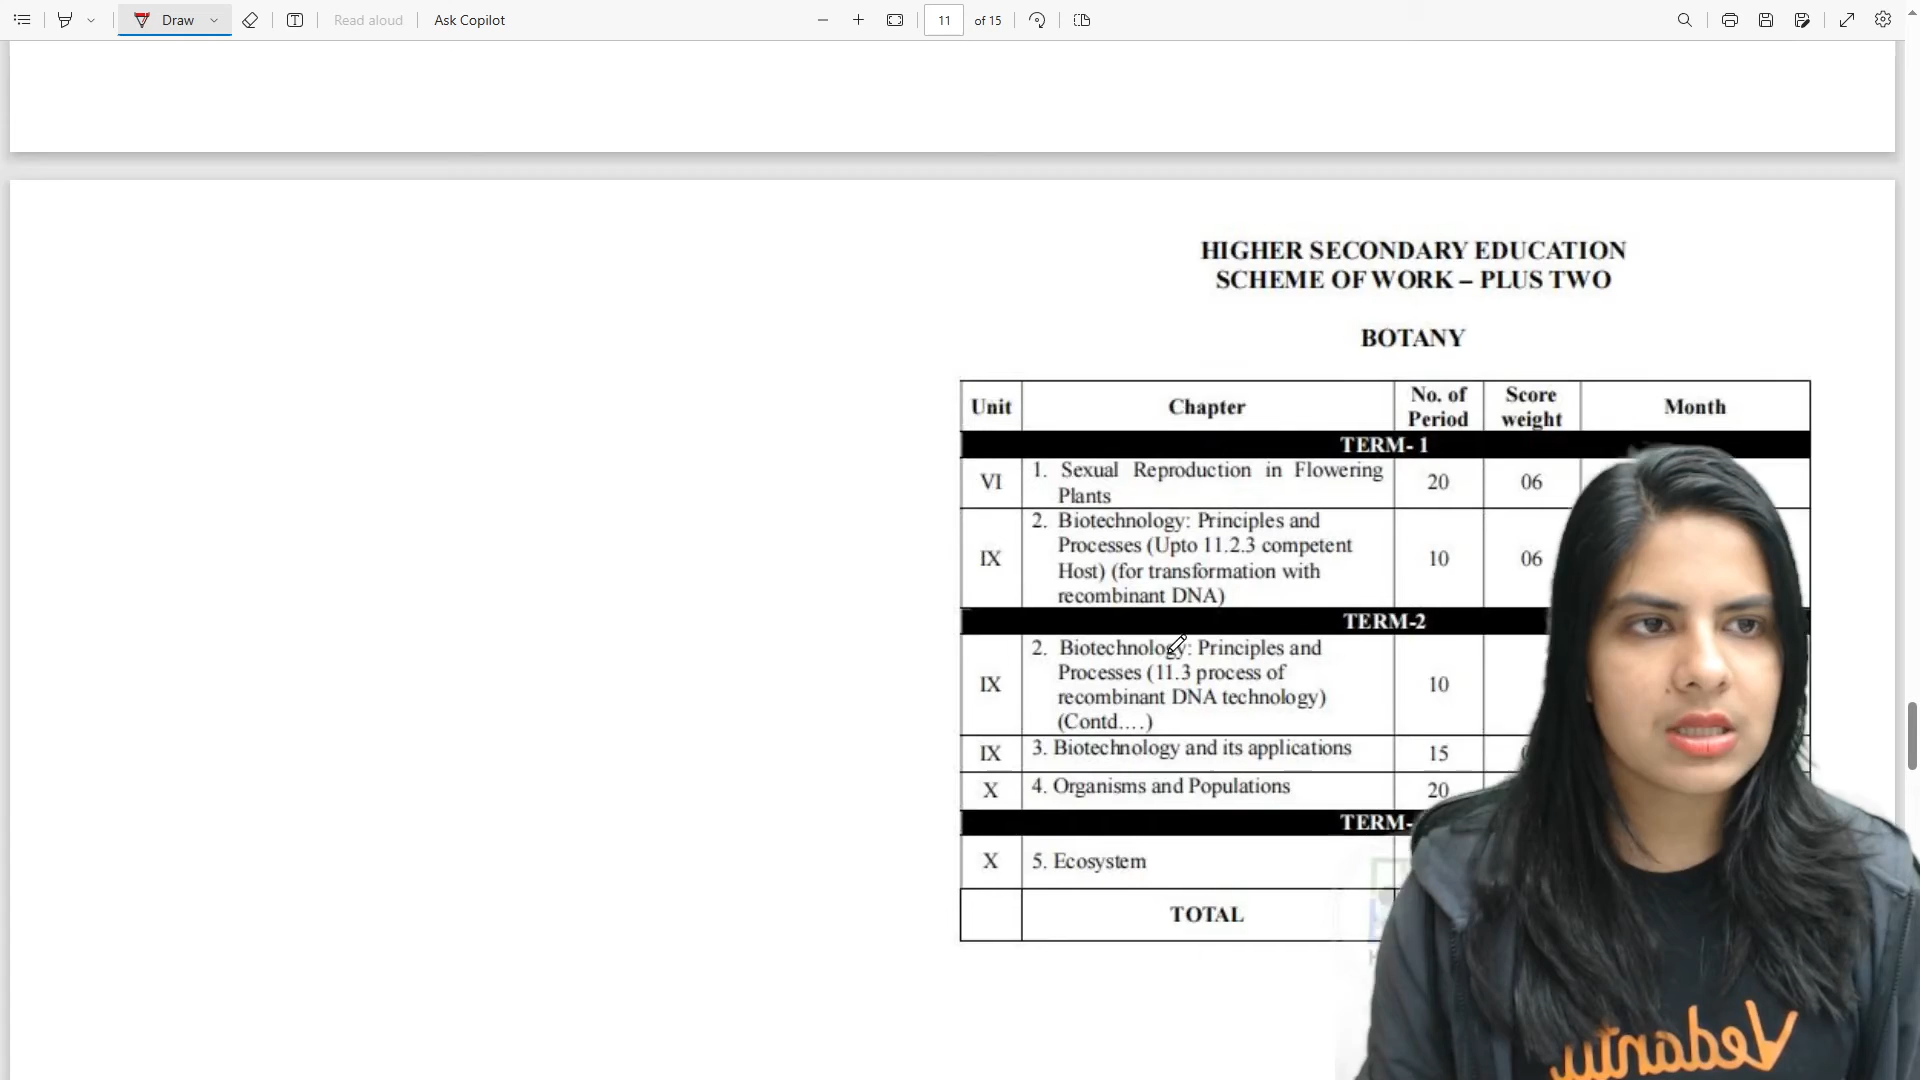 Draw
Read aloud
Ask Copilot
11
of 15
HIGHER SECONDARY EDUCATION
SCHEME OF WORK – PLUS TWO
BOTANY
Unit
Chapter
No. of
Period
Score
weight
Month
TERM- 1
VI
1. Sexual Reproduction in Flowering
Plants
20
06
IX
2. Biotechnology: Principles and
Processes (Upto 11.2.3 competent
Host) (for transformation with
recombinant DNA)
10
06
TERM-2
IX
2. Biotechnology: Principles and
Processes (11.3 process of
recombinant DNA technology)
(Contd....)
10
IX
3. Biotechnology and its applications
15
X
4. Organisms and Populations
20
TERM-
X
5. Ecosystem
TOTAL
Vedantu